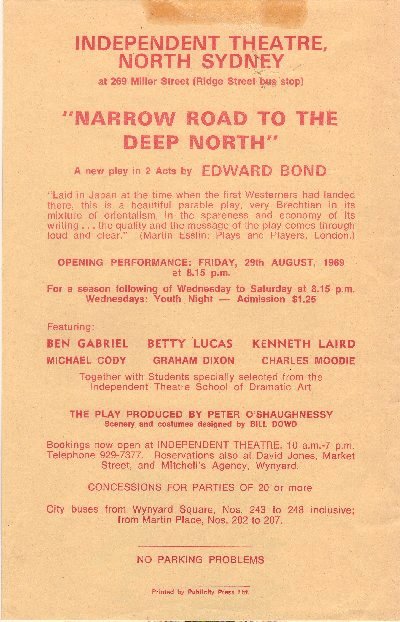 INDEPENDENT THEATRE,
NORTH SYDNEY
at 269 Miller Street (Ridge Street bus stop)
"NARROW ROAD TO THE
DEEP NORTH"
A new play in 2 Acts by EDWARD BOND
"Laid in Japan at the time when the first Westerners had landed
there, this is a beautiful parable play, very Brechtian in its
mixture of orientalism, in the spareness and economy of its
writing . . . the quality and the message of the play comes through
loud and clear." (Martin Esslin: Plays and Players, London.)
OPENING PERFORMANCE: FRIDAY, 29th AUGUST, 1969
at 8.15 p.m.
For a season following of Wednesday to Saturday at 8.15 p.m.
Wednesdays: Youth Night — Admission $1.25
Featuring:
BEN GABRIEL BETTY LUCAS KENNETH LAIRD
MICHAEL CODY GRAHAM DIXON CHARLES MOODIE
Together with Students specially selected from the
Independent Theatre School of Dramatic Art
THE PLAY PRODUCED BY PETER O'SHAUGHNESSY
Scenery and costumes designed by BILL DOWD
Bookings now open at INDEPENDENT THEATRE. 10 a.m.-7 p.m.
Telephone 929-7377. Reservations also at David Jones, Market
Street, and Mitchell's Agency, Wynyard.
CONCESSIONS FOR PARTIES OF 20 or more
City buses from Wynyard Square, Nos. 243 to 248 inclusive;
from Martin Place, Nos. 202 to 207.
NO PARKING PROBLEMS
Printed by Publicity Press Ltd.